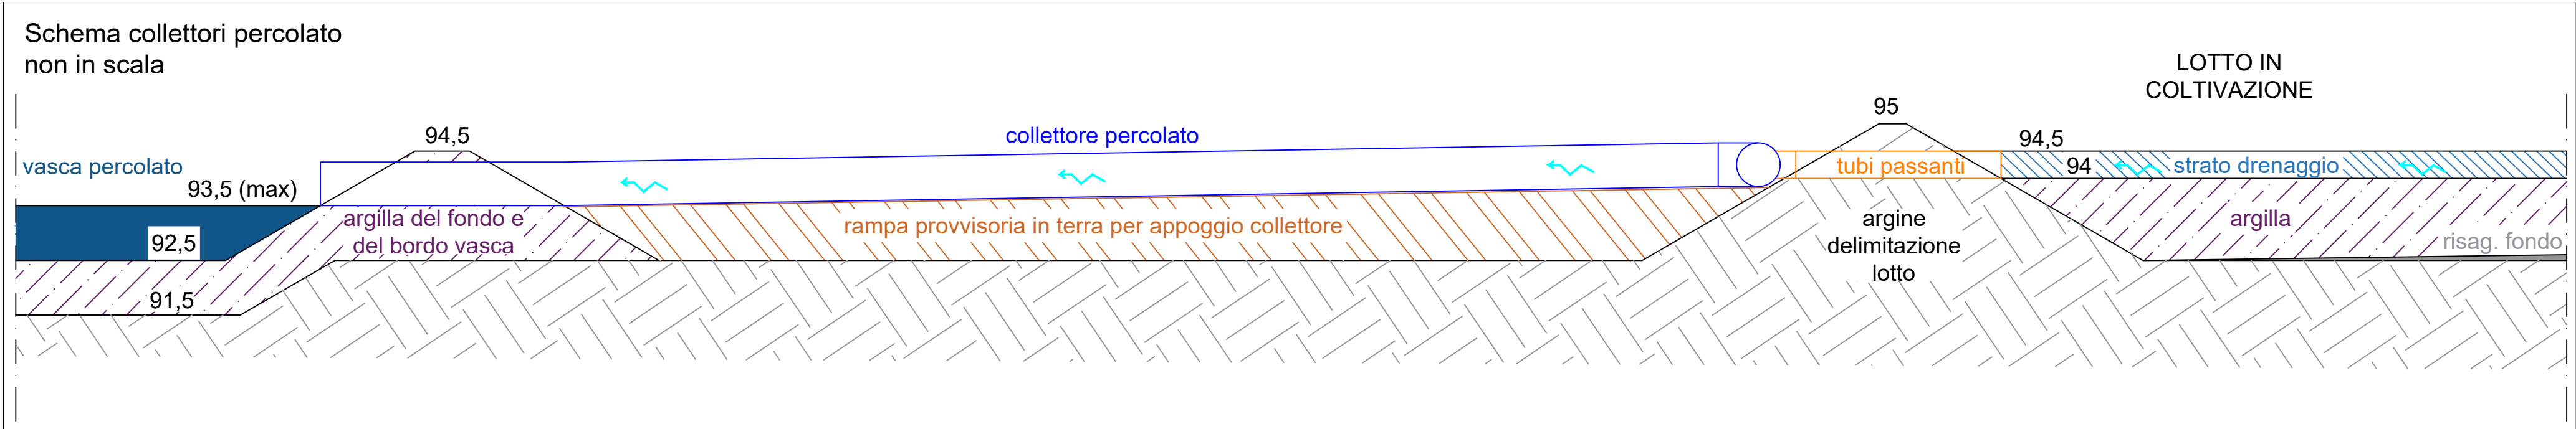 Schema collettori percolato
non in scala
LOTTO IN
COLTIVAZIONE
95
94,5
collettore percolato
94,5
vasca percolato
tubi passanti
94
strato drenaggio
93,5 (max)
argilla del fondo e
del bordo vasca
rampa provvisoria in terra per appoggio collettore
argine
delimitazione
lotto
argilla
92,5
risag. fondo
91,5